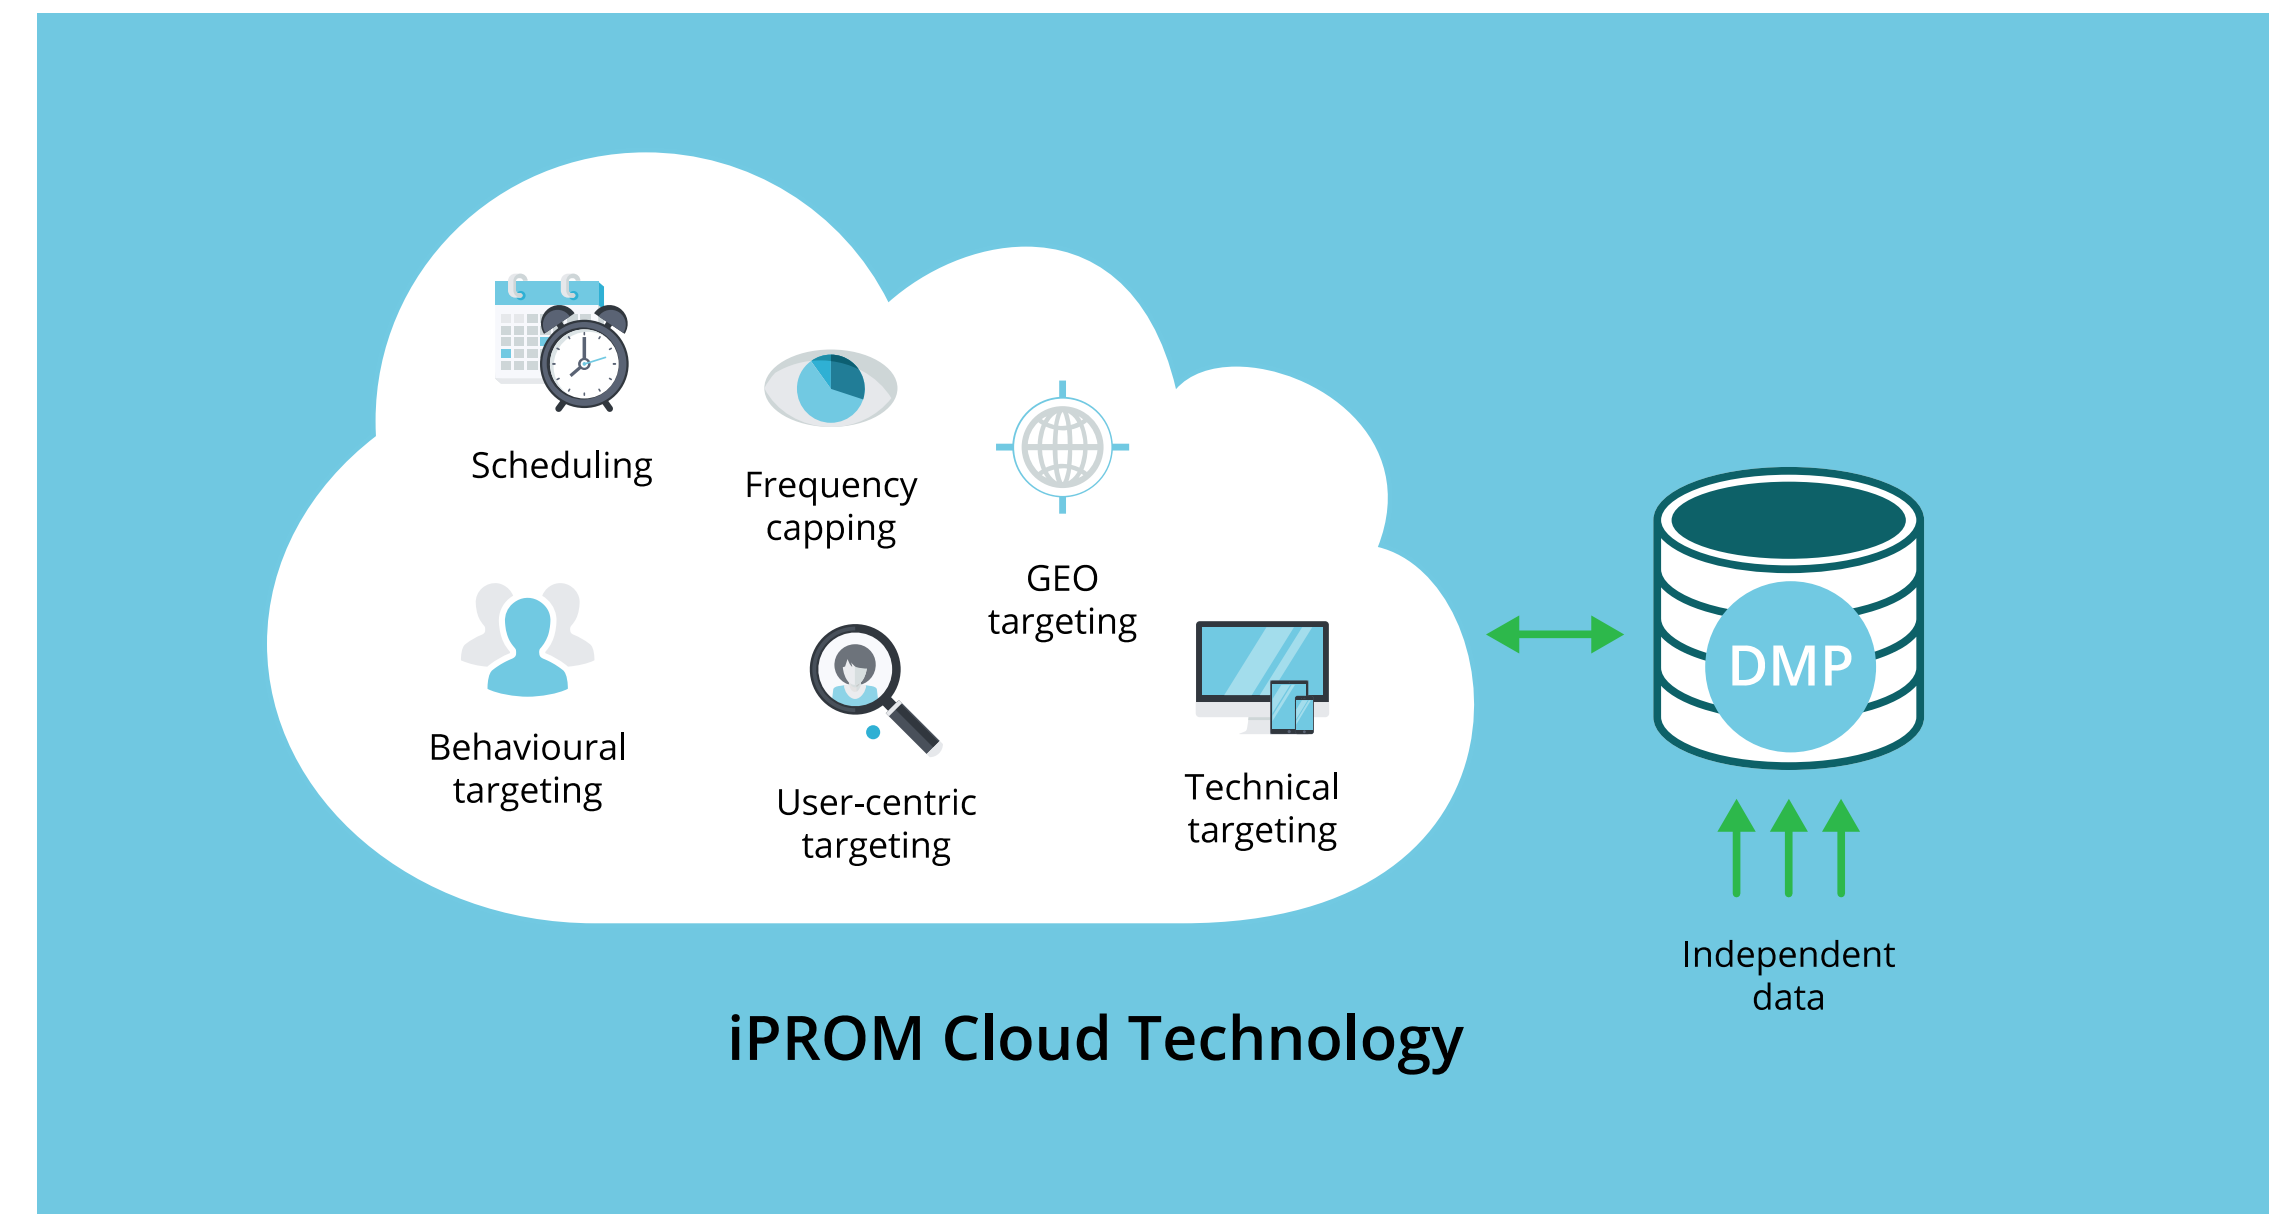 Scheduling
Frequency
capping
GEO
targeting
Behavioural
targeting
User-centric
targeting
Technical
targeting
DMP
Independent
data
iPROM Cloud Technology